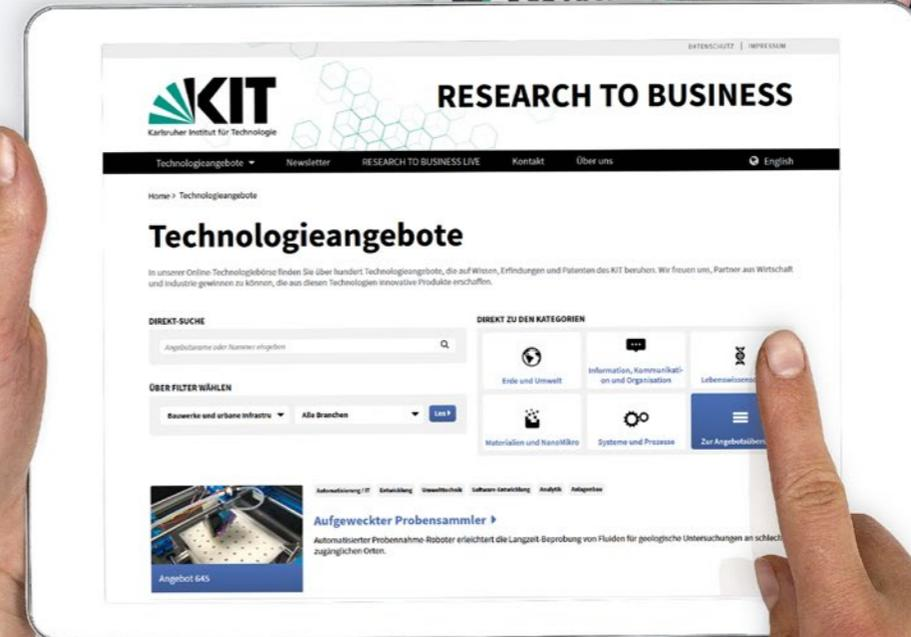 DATENSCHUTZ | IMPRESSUM
KIT
Karlsruher Institut für Technologie
RESEARCH TO BUSINESS
Technologieangebote Newsletter RESEARCH TO BUSINESS LIVE Kontakt Über uns English
Home > Technologieangebote
Technologieangebote
In unserer Online-Technologiebörse finden Sie über hundert Technologieangebote, die auf Wissen, Erfindungen und Patenten des KIT beruhen. Wir freuen uns, Partner aus Wirtschaft
und Industrie gewinnen zu können, die aus diesen Technologien innovative Produkte erschaffen.
DIREKT-SUCHE
Angebotsname oder Nummer eingeben
ÜBER FILTER WÄHLEN
Bauwerke und urbane Infrastru Alle Branchen Los
DIREKT ZU DEN KATEGORIEN
Erde und Umwelt
Information, Kommunikati-
on und Organisation
Lebenswissensc
Materialien und NanoMikro
Systeme und Prozesse
Zur Angebotsübers
Automatisierung / IT Entwicklung Umwelttechnik Software-Entwicklung Analytik Anlagenbau
Aufgeweckter Probensammler
Automatisierter Probennahme-Roboter erleichtert die Langzeit-Beprobung von Fluiden für geologische Untersuchungen an schlech
zugänglichen Orten.
Angebot 645